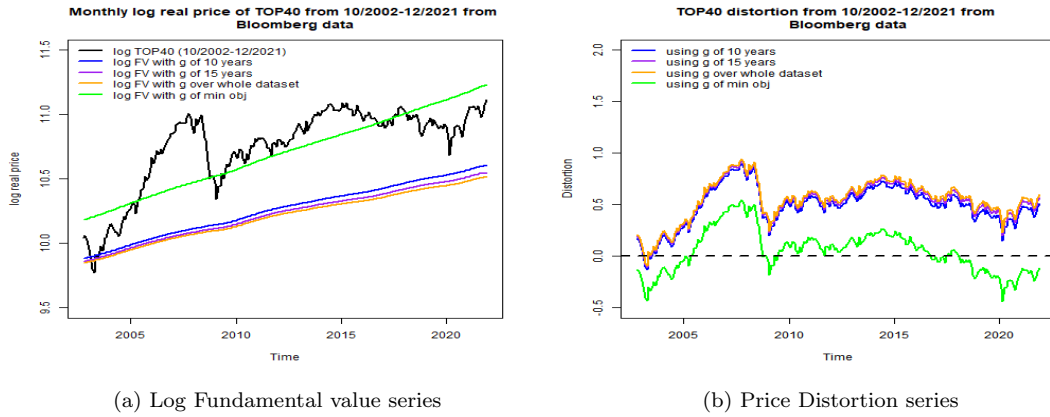 Monthly log real price of TOP40 from 10/2002-12/2021 from
Bloomberg data
log real price
11.5
11.0
10.5
10.0
9.5
log TOP40 (10/2002-12/2021)
log FV with g of 10 years
log FV with g of 15 years
log FV with g over whole dataset
log FV with g of min obj
2005 2010 2015 2020
Time
(a) Log Fundamental value series
TOP40 distortion from 10/2002-12/2021 from
Bloomberg data
Distortion
2.0
1.5
1.0
0.5
0.0
-0.5
using g of 10 years
using g of 15 years
using g over whole dataset
using g of min obj
2005 2010 2015 2020
Time
(b) Price Distortion series